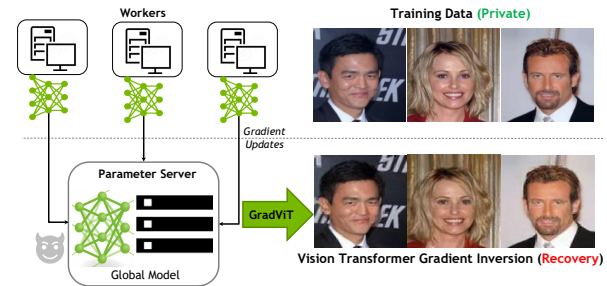 Workers
Training Data (Private)
Gradient
Updates
Parameter Server
Global Model
GradViT
Vision Transformer Gradient Inversion (Recovery)